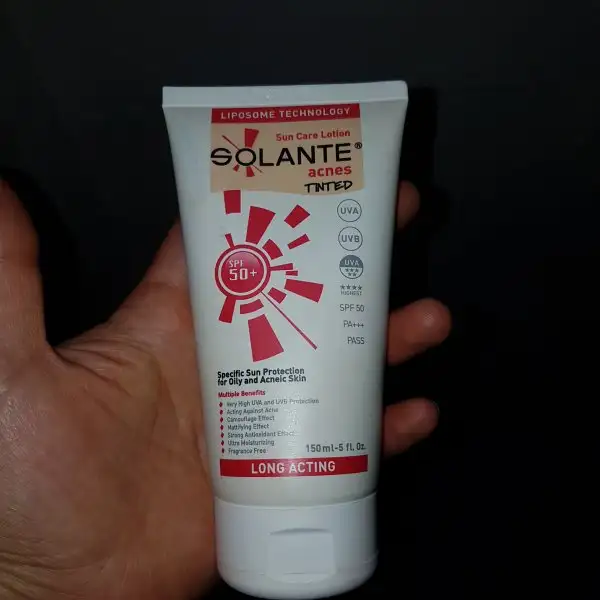 LIPOSOME TECHNOLOGY
Sun Care Lotion
SOLANTE®
acnes
TINTED
UVA
UVB
UVA
★★★
★★
★★★★
HIGHEST
SPF 50+
SPF 50
PA+++
PASS
Specific Sun Protection
for Oily and Acneic Skin
Multiple Benefits
Very High UVA and UVB Protection
Acting Against Acne
Camouflage Effect
Mattifying Effect
Strong Antioxidant Effect
Ultra Moisturizing
Fragrance Free
150 ml-5 fl. Oz.
LONG ACTING